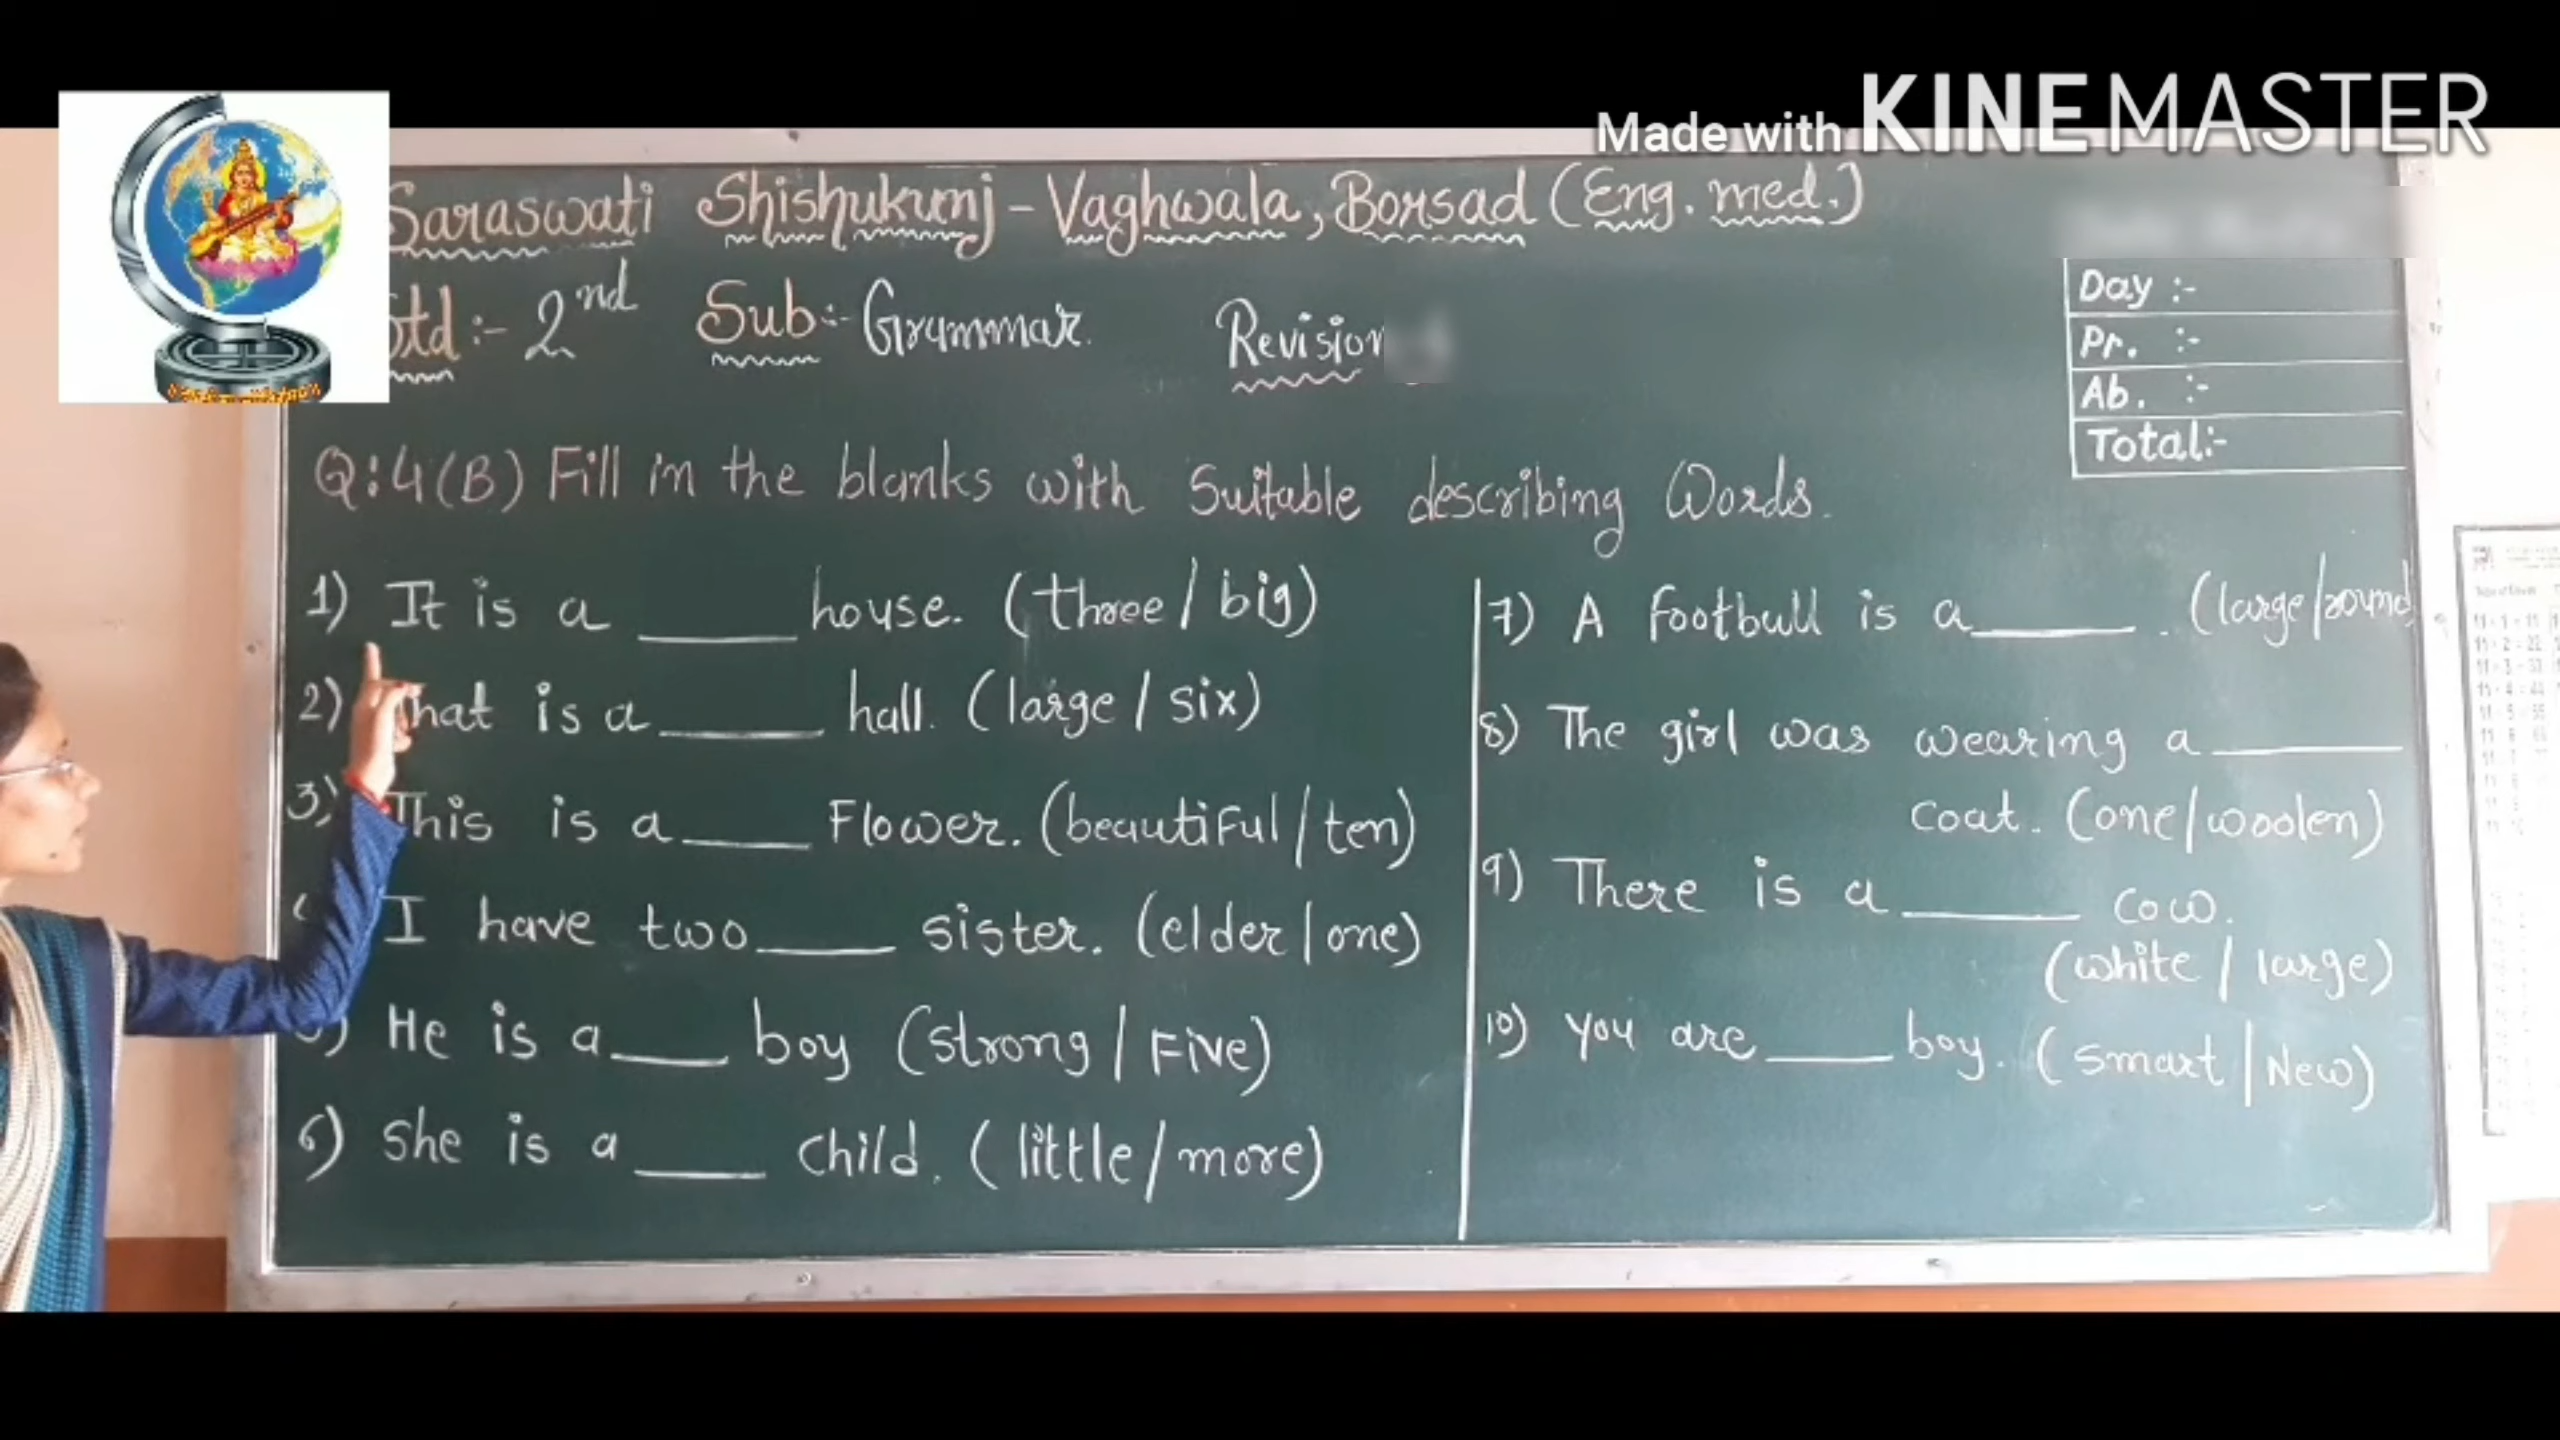 Made with KINEMASTER
Saraswati Shishukunj - Vaghwala, Borsad (Eng. med.)
Std :- 2nd Sub :- Grammar. Revision
Day :-
Pr. :-
Ab. :-
Total:-
Q:4(B) Fill in the blanks with Suitable describing Words.
1) It is a ____ house. (three / big)
2) That is a ____ hall. (large / six)
3) This is a ____ Flower. (beautiful / ten)
I have two ____ sister. (elder / one)
He is a ____ boy (strong / Five)
6) She is a ____ child. (little / more)
7) A football is a ____. (large / round)
8) The girl was wearing a ____
coat. (one / woolen)
9) There is a ____ cow.
(white / large)
10) you are ____ boy. (smart / New)